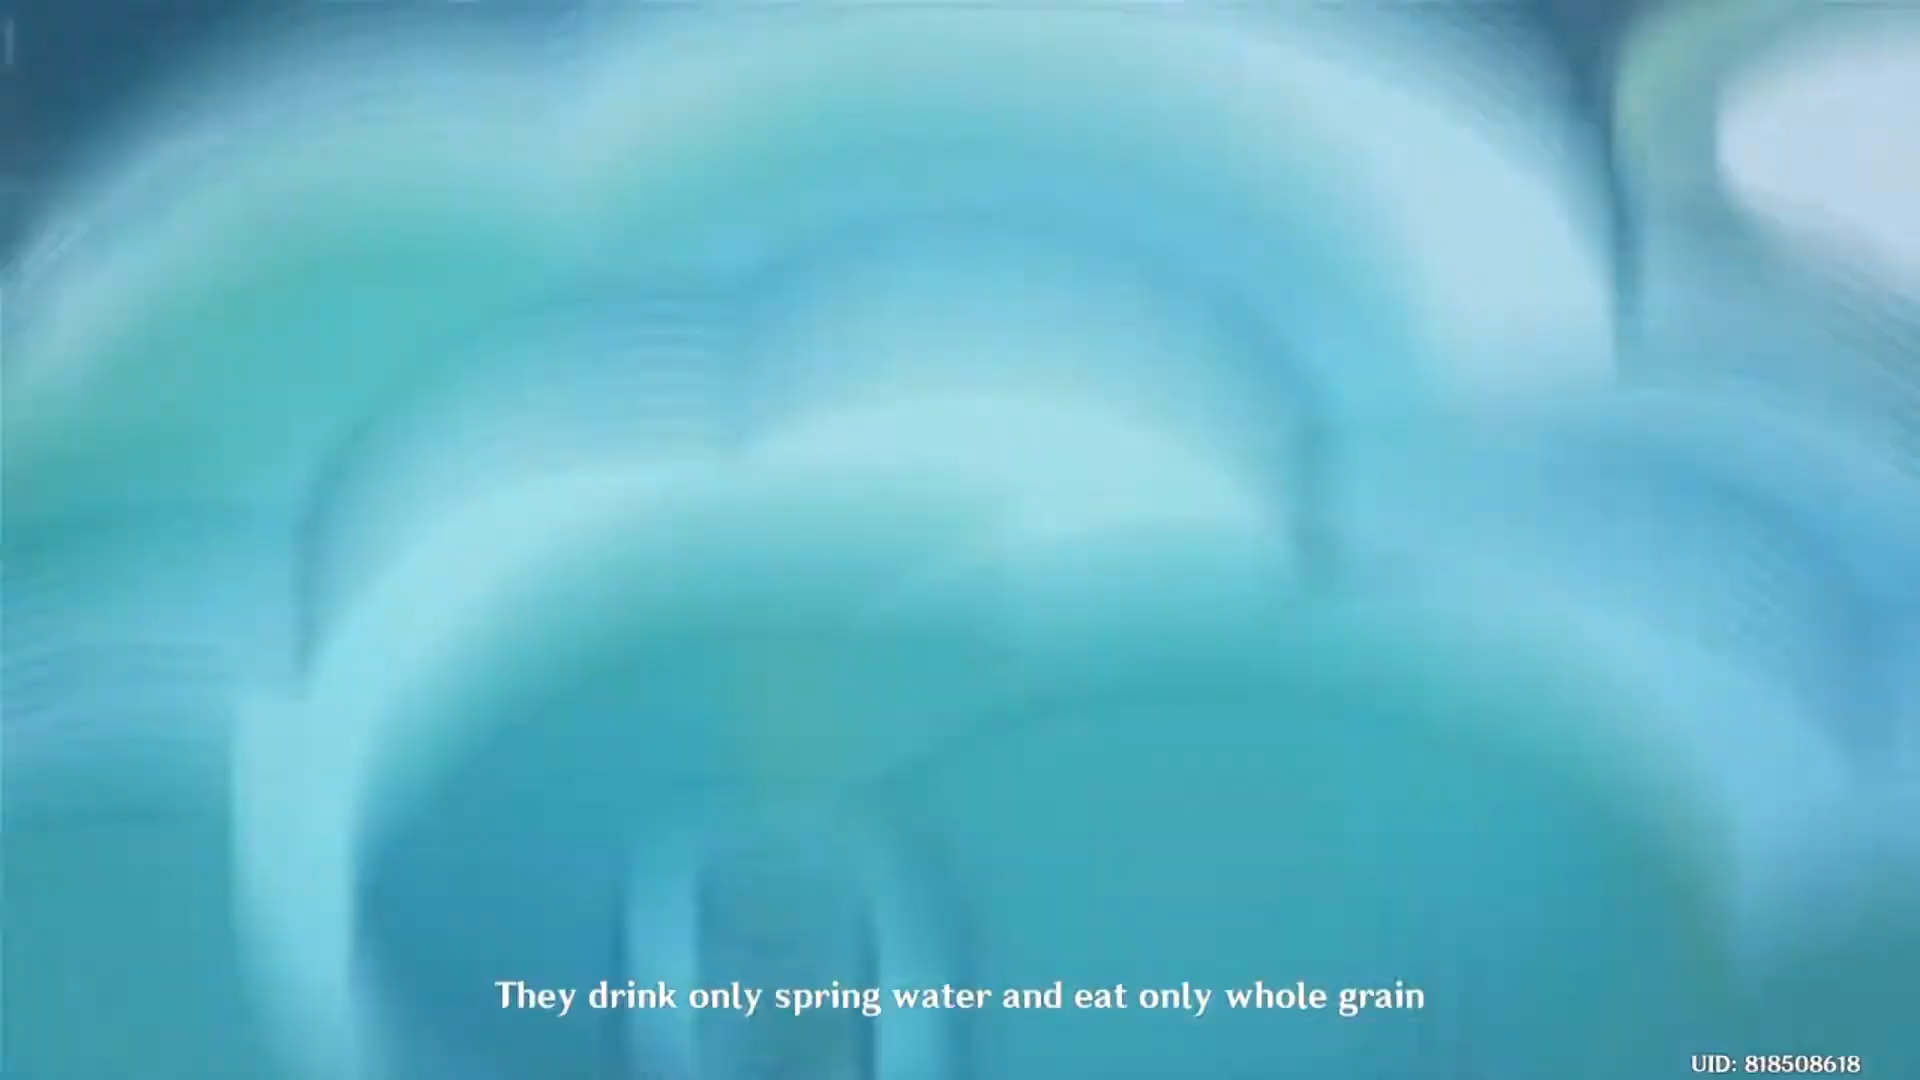 They drink only spring water and eat only whole grain
UID: 818508618